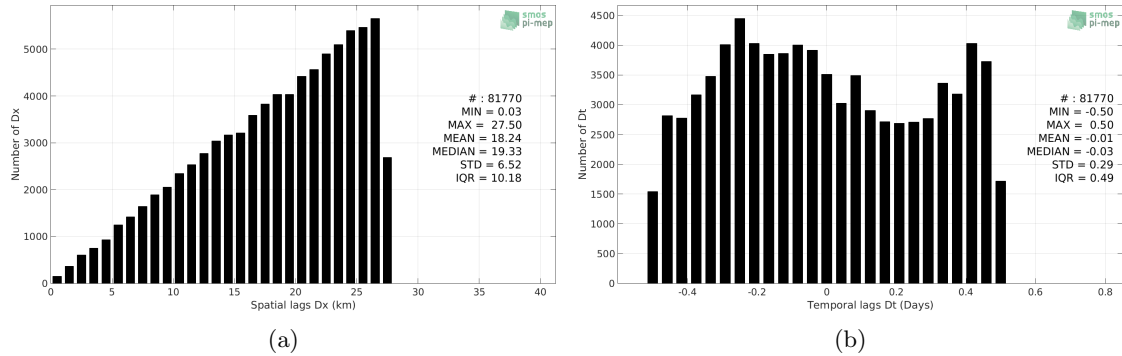 smos
pi-mep
Number of Dx
5000
4000
3000
2000
1000
0
# : 81770
MIN = 0.03
MAX = 27.50
MEAN = 18.24
MEDIAN = 19.33
STD = 6.52
IQR = 10.18
0 5 10 15 20 25 30 35 40
Spatial lags Dx (km)
(a)
smos
pi-mep
Number of Dt
4500
4000
3500
3000
2500
2000
1500
1000
500
0
# : 81770
MIN = -0.50
MAX = 0.50
MEAN = -0.01
MEDIAN = -0.03
STD = 0.29
IQR = 0.49
-0.4 -0.2 0 0.2 0.4 0.6 0.8
Temporal lags Dt (Days)
(b)